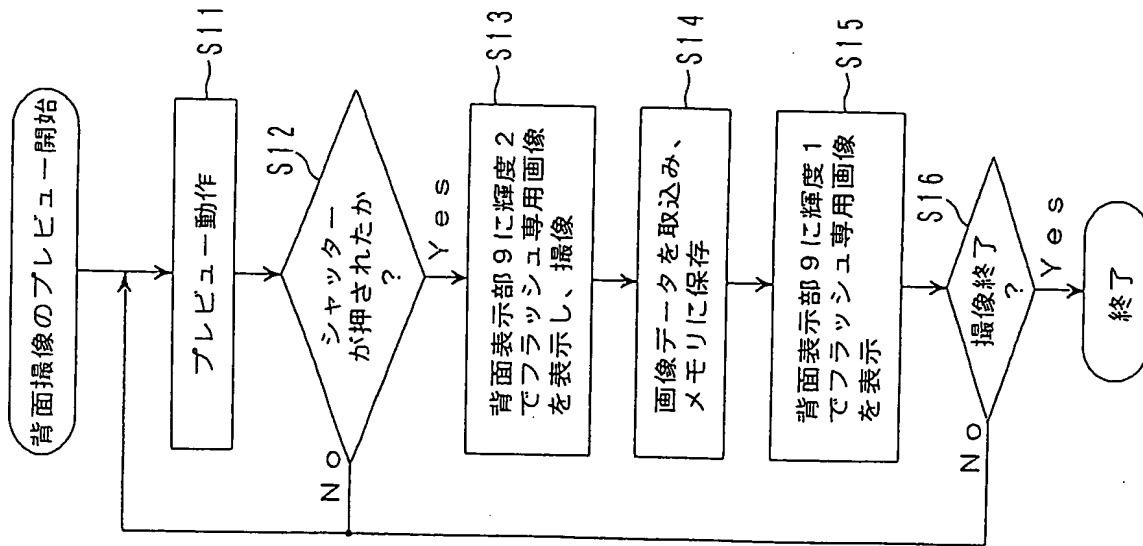 背面撮像のプレビュー開始
プレビュー動作
S11
シャッター
が押されたか
?
S12
No
Yes
背面表示部9に輝度2
でフラッシュ専用画像
を表示し、撮像
S13
画像データを取込み、
メモリに保存
S14
背面表示部9に輝度1
でフラッシュ専用画像
を表示
S15
撮像終了
?
S16
No
Yes
終了